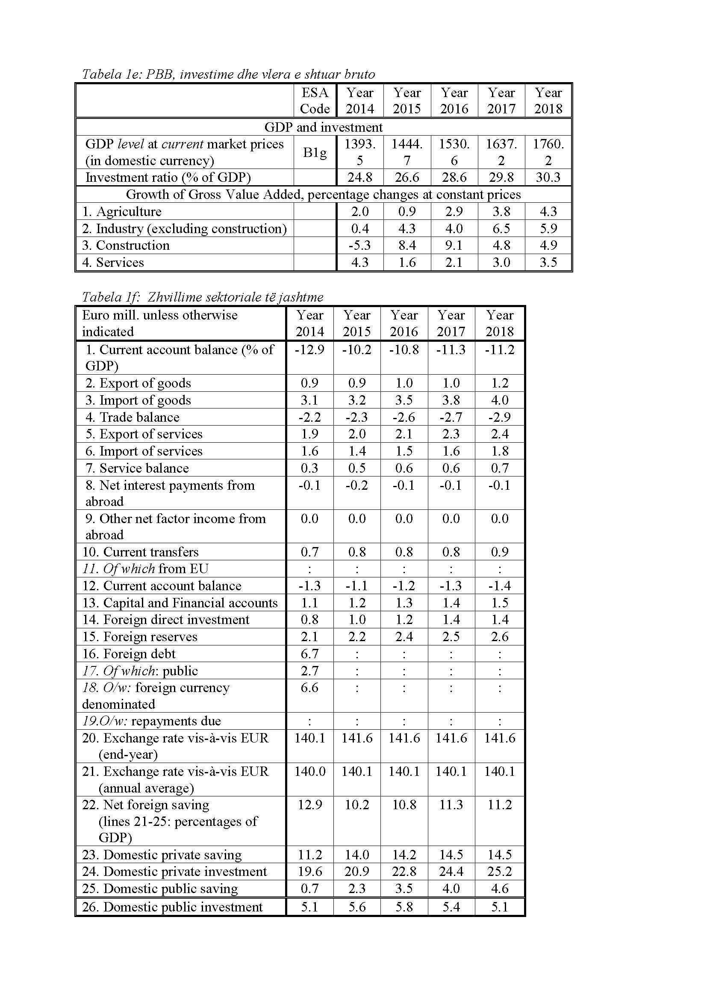 Tabela 1e: PBB, investime dhe vlera e shtuar bruto
ESA Code Year 2014 Year 2015 Year 2016 Year 2017 Year 2018
GDP and investment
GDP level at current market prices (in domestic currency) B1g 1393.5 1444.7 1530.6 1637.2 1760.2
Investment ratio (% of GDP) 24.8 26.6 28.6 29.8 30.3
Growth of Gross Value Added, percentage changes at constant prices
1. Agriculture 2.0 0.9 2.9 3.8 4.3
2. Industry (excluding construction) 0.4 4.3 4.0 6.5 5.9
3. Construction -5.3 8.4 9.1 4.8 4.9
4. Services 4.3 1.6 2.1 3.0 3.5
Tabela 1f: Zhvillime sektoriale të jashtme
Euro mill. unless otherwise indicated Year 2014 Year 2015 Year 2016 Year 2017 Year 2018
1. Current account balance (% of GDP) -12.9 -10.2 -10.8 -11.3 -11.2
2. Export of goods 0.9 0.9 1.0 1.0 1.2
3. Import of goods 3.1 3.2 3.5 3.8 4.0
4. Trade balance -2.2 -2.3 -2.6 -2.7 -2.9
5. Export of services 1.9 2.0 2.1 2.3 2.4
6. Import of services 1.6 1.4 1.5 1.6 1.8
7. Service balance 0.3 0.5 0.6 0.6 0.7
8. Net interest payments from abroad -0.1 -0.2 -0.1 -0.1 -0.1
9. Other net factor income from abroad 0.0 0.0 0.0 0.0 0.0
10. Current transfers 0.7 0.8 0.8 0.8 0.9
11. Of which from EU : : : : :
12. Current account balance -1.3 -1.1 -1.2 -1.3 -1.4
13. Capital and Financial accounts 1.1 1.2 1.3 1.4 1.5
14. Foreign direct investment 0.8 1.0 1.2 1.4 1.4
15. Foreign reserves 2.1 2.2 2.4 2.5 2.6
16. Foreign debt 6.7 : : : :
17. Of which: public 2.7 : : : :
18. O/w: foreign currency denominated 6.6 : : : :
19.O/w: repayments due : : : : :
20. Exchange rate vis-à-vis EUR (end-year) 140.1 141.6 141.6 141.6 141.6
21. Exchange rate vis-à-vis EUR (annual average) 140.0 140.1 140.1 140.1 140.1
22. Net foreign saving (lines 21-25: percentages of GDP) 12.9 10.2 10.8 11.3 11.2
23. Domestic private saving 11.2 14.0 14.2 14.5 14.5
24. Domestic private investment 19.6 20.9 22.8 24.4 25.2
25. Domestic public saving 0.7 2.3 3.5 4.0 4.6
26. Domestic public investment 5.1 5.6 5.8 5.4 5.1